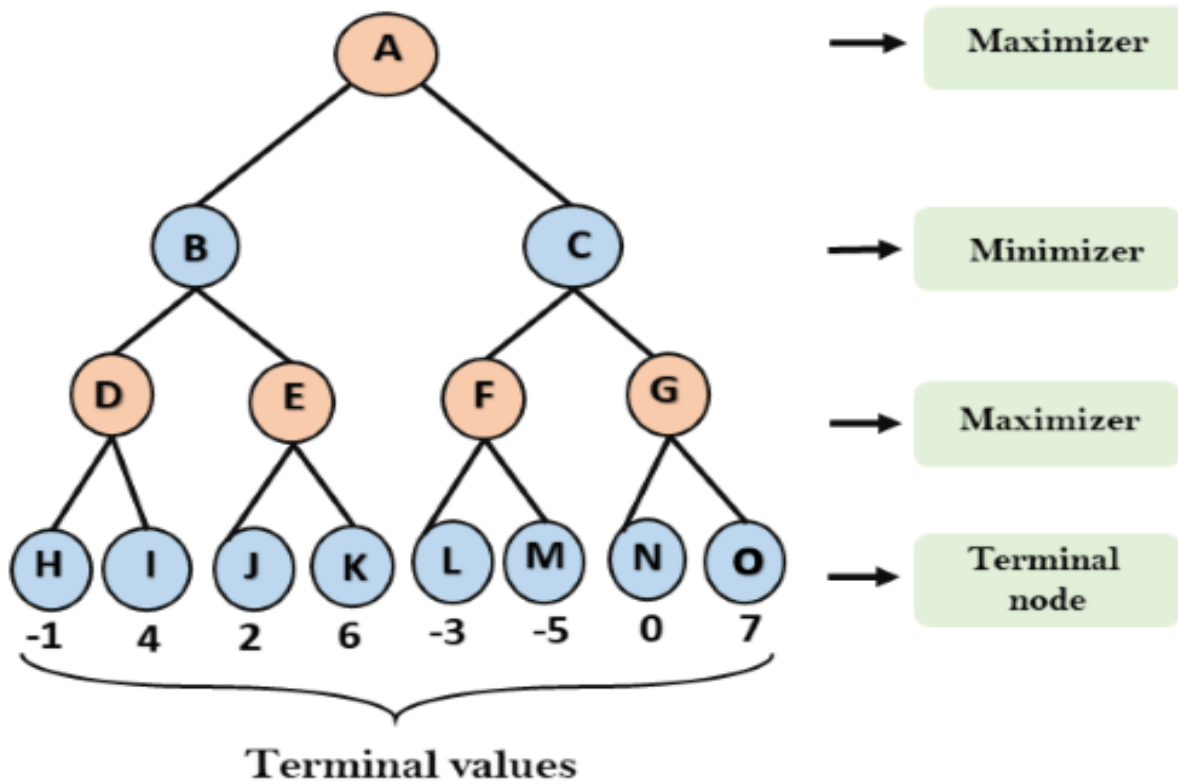 A
Maximizer
B
C
Minimizer
D
E
F
G
Maximizer
H
I
J
K
L
M
N
O
Terminal
node
-1
4
2
6
-3
-5
0
7
Terminal values